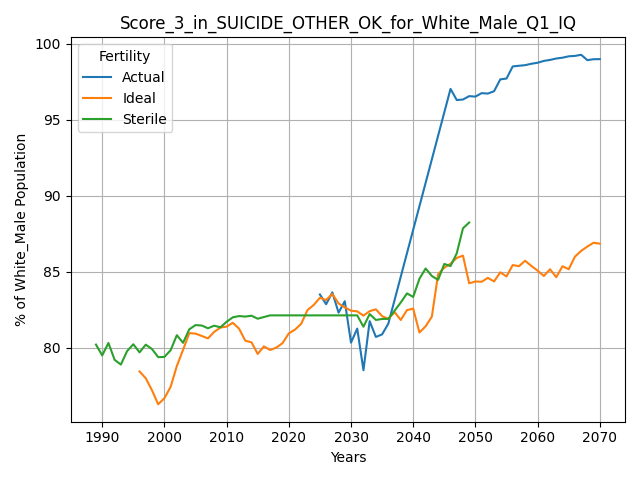 Score_3_in_SUICIDE_OTHER_OK_for_White_Male_Q1_IQ
% of White_Male Population
100
95
90
85
80
Fertility
Actual
Ideal
Sterile
1990 2000 2010 2020 2030 2040 2050 2060 2070
Years